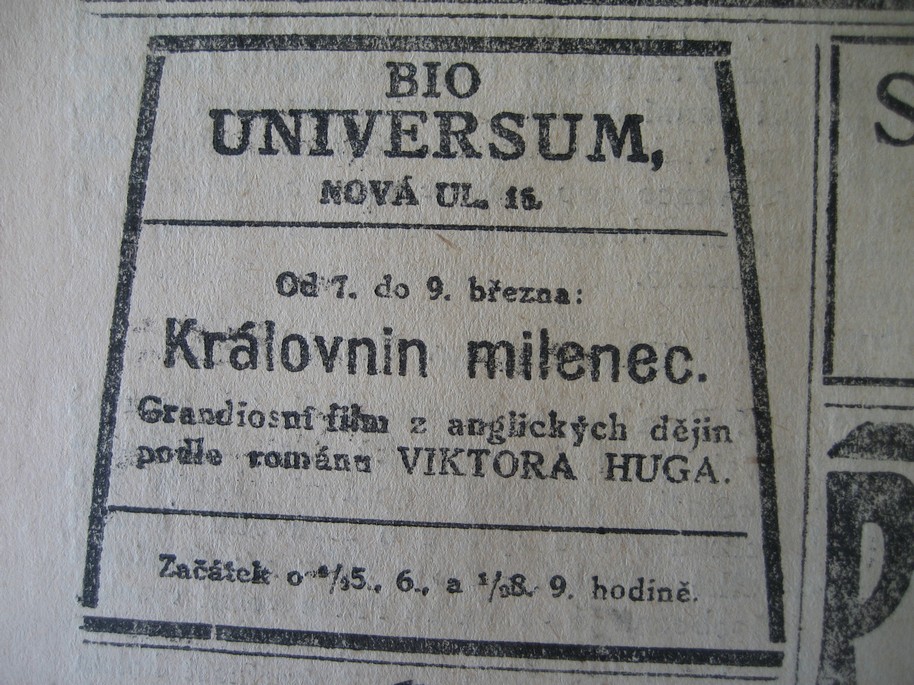 BIO
UNIVERSUM,
NOVÁ UL. 15.
Od 7. do 9. března:
Královnin milenec.
Grandiosní film z anglických dějin
podle románu VIKTORA HUGA.
Začátek o 1/25., 6., a 1/28. 9. hodině.
S